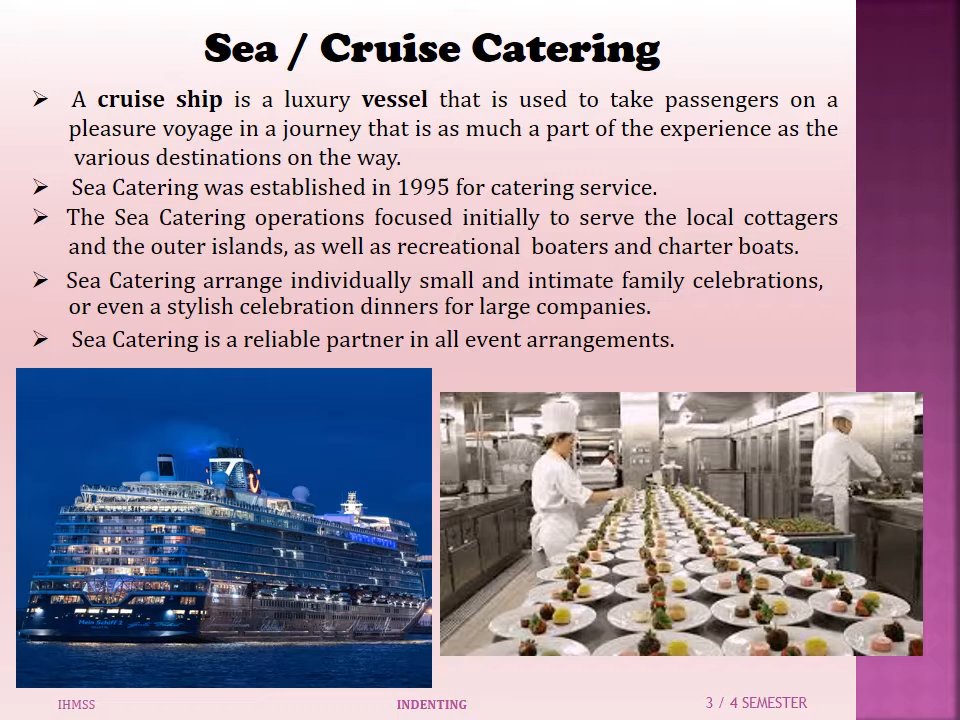 Sea / Cruise Catering
➢ A cruise ship is a luxury vessel that is used to take passengers on a
pleasure voyage in a journey that is as much a part of the experience as the
various destinations on the way.
➢ Sea Catering was established in 1995 for catering service.
➢ The Sea Catering operations focused initially to serve the local cottagers
and the outer islands, as well as recreational boaters and charter boats.
➢ Sea Catering arrange individually small and intimate family celebrations,
or even a stylish celebration dinners for large companies.
➢ Sea Catering is a reliable partner in all event arrangements.
Mein Schiff 2
IHMSS
INDENTING
3 / 4 SEMESTER